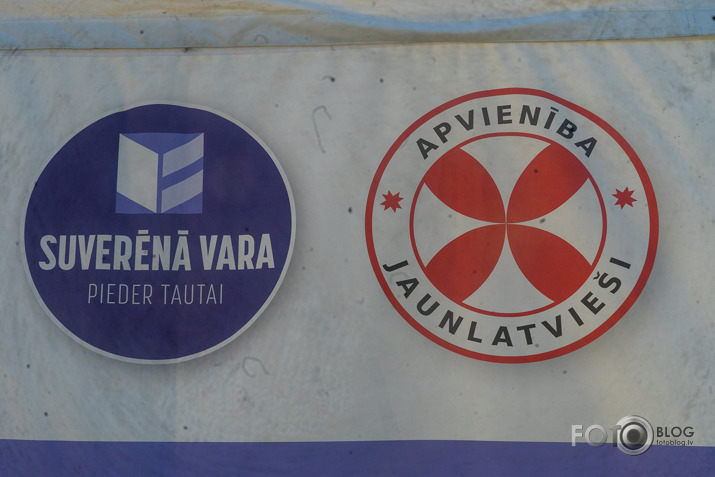 SUVERĒNĀ VARA
PIEDER TAUTAI
APVIENĪBA
JAUNLATVIEŠI
FOTO BLOG
fotoblog.lv